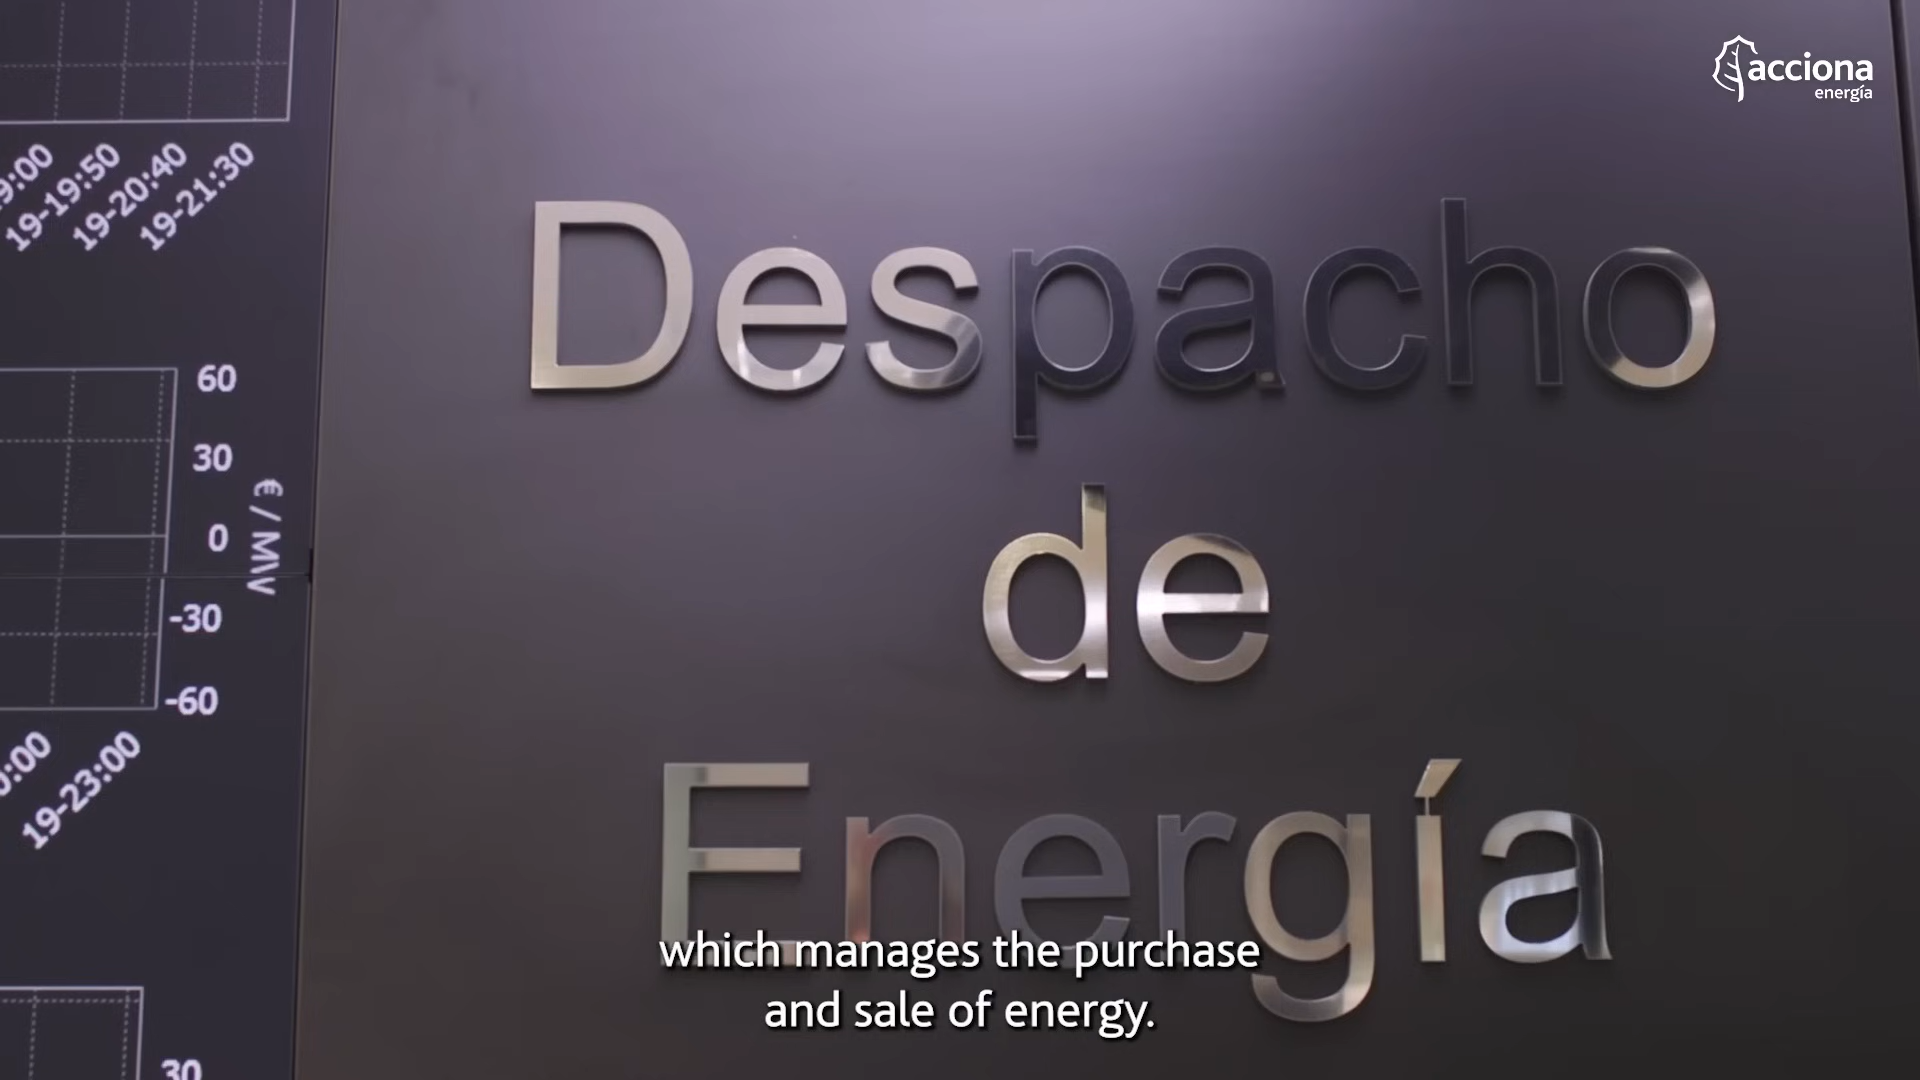 acciona
energía
9:00
19-19:50
19-20:40
19-21:30
Despacho
de
Energía
60
30
0
-30
-60
€ / MW
0:00
19-23:00
30
which manages the purchase
and sale of energy.